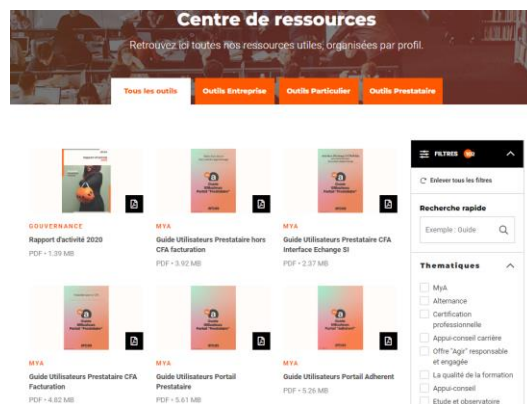 Centre de ressources
Retrouvez ici toutes nos ressources utiles, organisées par profil.
Tous les outils
Outils Entreprise
Outils Particulier
Outils Prestataire
GOUVERNANCE
Rapport d'activité 2020
PDF - 1.39 MB
MYA
Guide Utilisateurs Prestataire hors
CFA facturation
PDF - 3.92 MB
MYA
Guide Utilisateurs Prestataire CFA
Interface Echange SI
PDF - 2.37 MB
MYA
Guide Utilisateurs Prestataire CFA
Facturation
PDF - 4.82 MB
MYA
Guide Utilisateurs Portail
Prestataire
PDF - 5.61 MB
MYA
Guide Utilisateurs Portail Adherent
PDF - 5.26 MB
FILTRES
Enlever tous les filtres
Recherche rapide
Exemple : Guide
Thematiques
MyA
Alternance
Certification
professionnelle
Appui-conseil carrière
Offre "Agir" responsable
et engagée
La qualité de la formation
Appui-conseil
Etude et observatoire